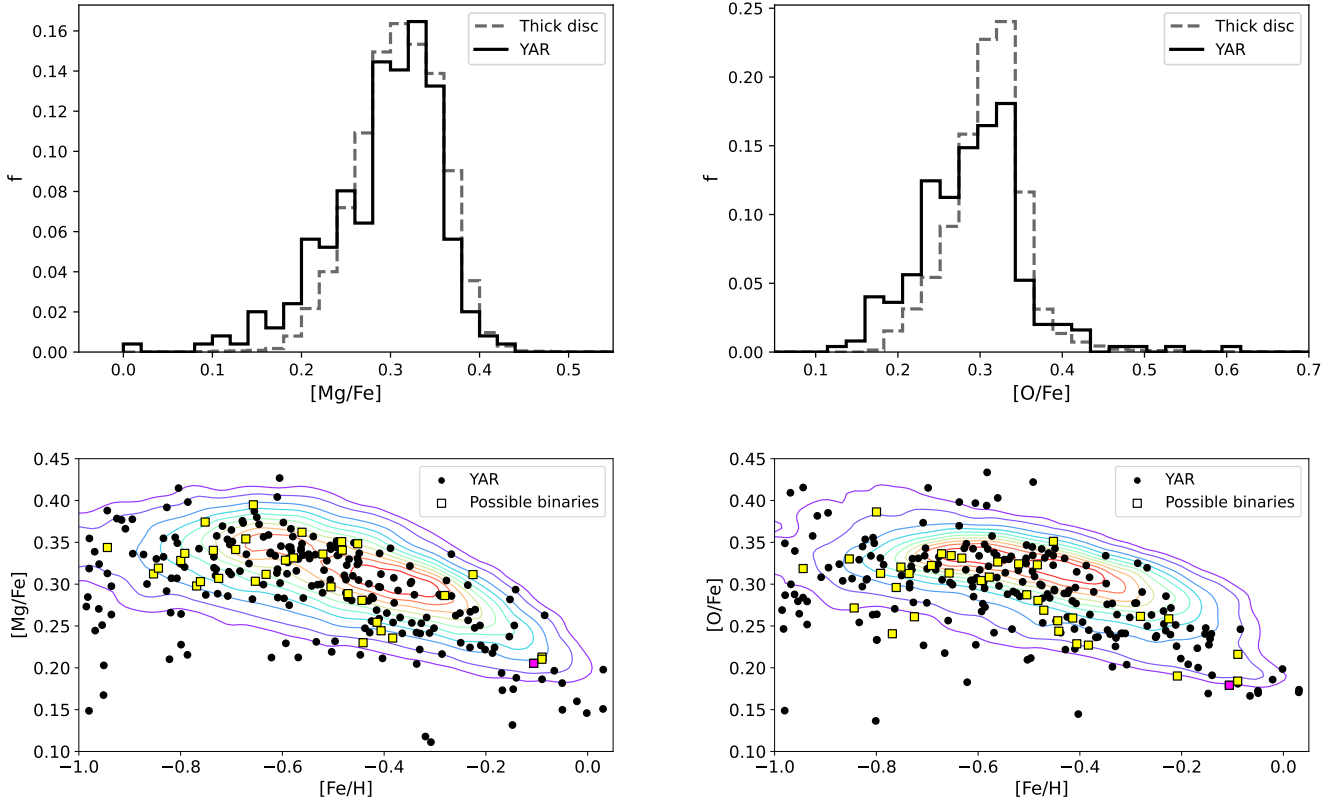 0.16
0.14
0.12
0.10
0.08
0.06
0.04
0.02
0.00
f
Thick disc
YAR
0.0 0.1 0.2 0.3 0.4 0.5
[Mg/Fe]
0.25
0.20
0.15
0.10
0.05
0.00
f
Thick disc
YAR
0.1 0.2 0.3 0.4 0.5 0.6 0.7
[O/Fe]
0.45
0.40
0.35
0.30
0.25
0.20
0.15
0.10
[Mg/Fe]
YAR
Possible binaries
−1.0 −0.8 −0.6 −0.4 −0.2 0.0
[Fe/H]
0.45
0.40
0.35
0.30
0.25
0.20
0.15
0.10
[O/Fe]
YAR
Possible binaries
−1.0 −0.8 −0.6 −0.4 −0.2 0.0
[Fe/H]